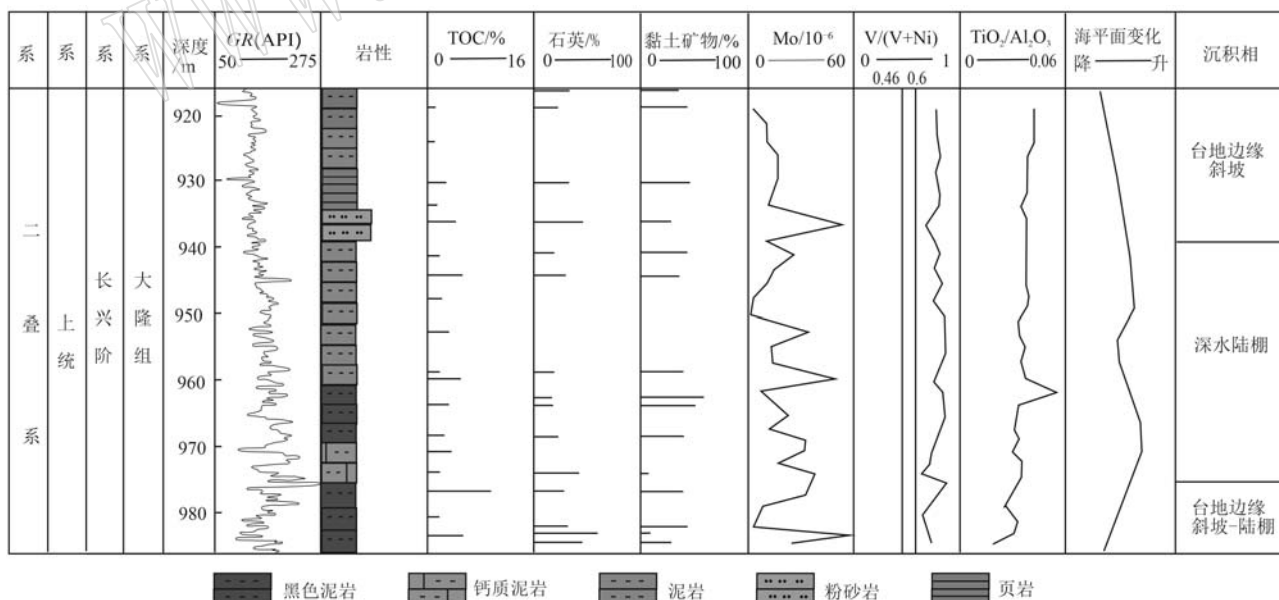 WWW.
系 系 系 系 深度/m GR(API) 50 275 岩性 TOC/% 0 16 石英/% 0 100 黏土矿物/% 0 100 Mo/10⁻⁶ 0 60 V/(V+Ni) 0 1 0.46 0.6 TiO₂/Al₂O₃ 0 0.06 海平面变化 降 升 沉积相
二叠系
上统
长兴阶
大隆组
920
930
940
950
960
970
980
台地边缘
斜坡
深水陆棚
台地边缘
斜坡-陆棚
黑色泥岩 钙质泥岩 泥岩 粉砂岩 页岩